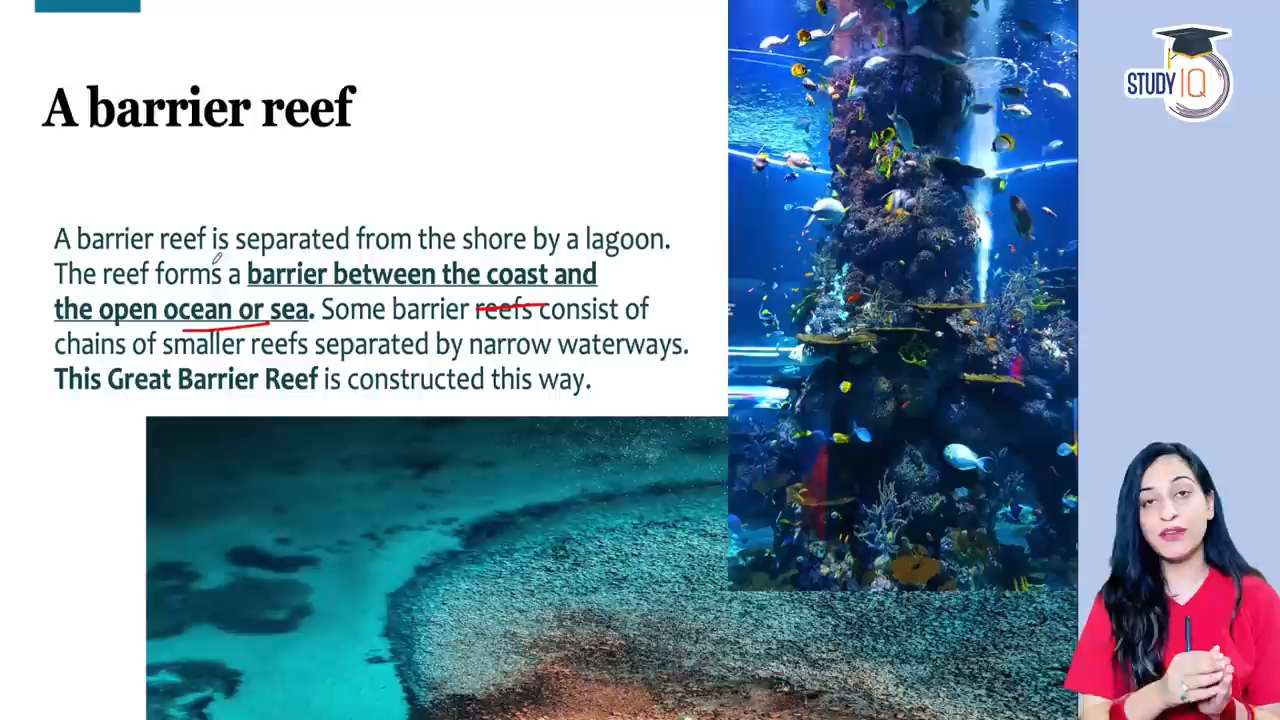 A barrier reef
A barrier reef is separated from the shore by a lagoon.
The reef forms a barrier between the coast and
the open ocean or sea. Some barrier reefs consist of
chains of smaller reefs separated by narrow waterways.
This Great Barrier Reef is constructed this way.
STUDY IQ